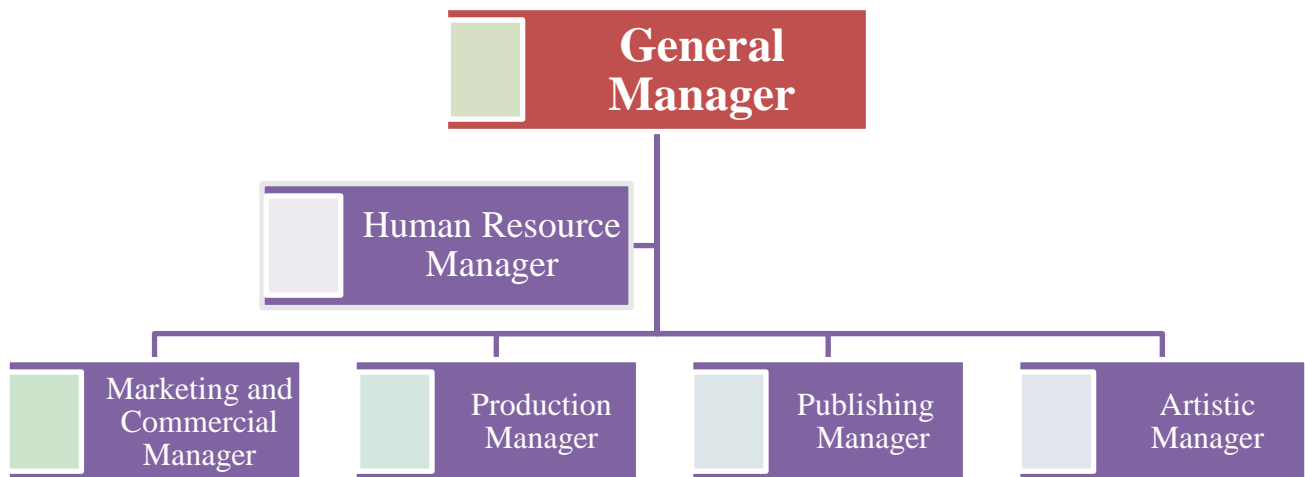 General
Manager
Human Resource
Manager
Marketing and
Commercial
Manager
Production
Manager
Publishing
Manager
Artistic
Manager